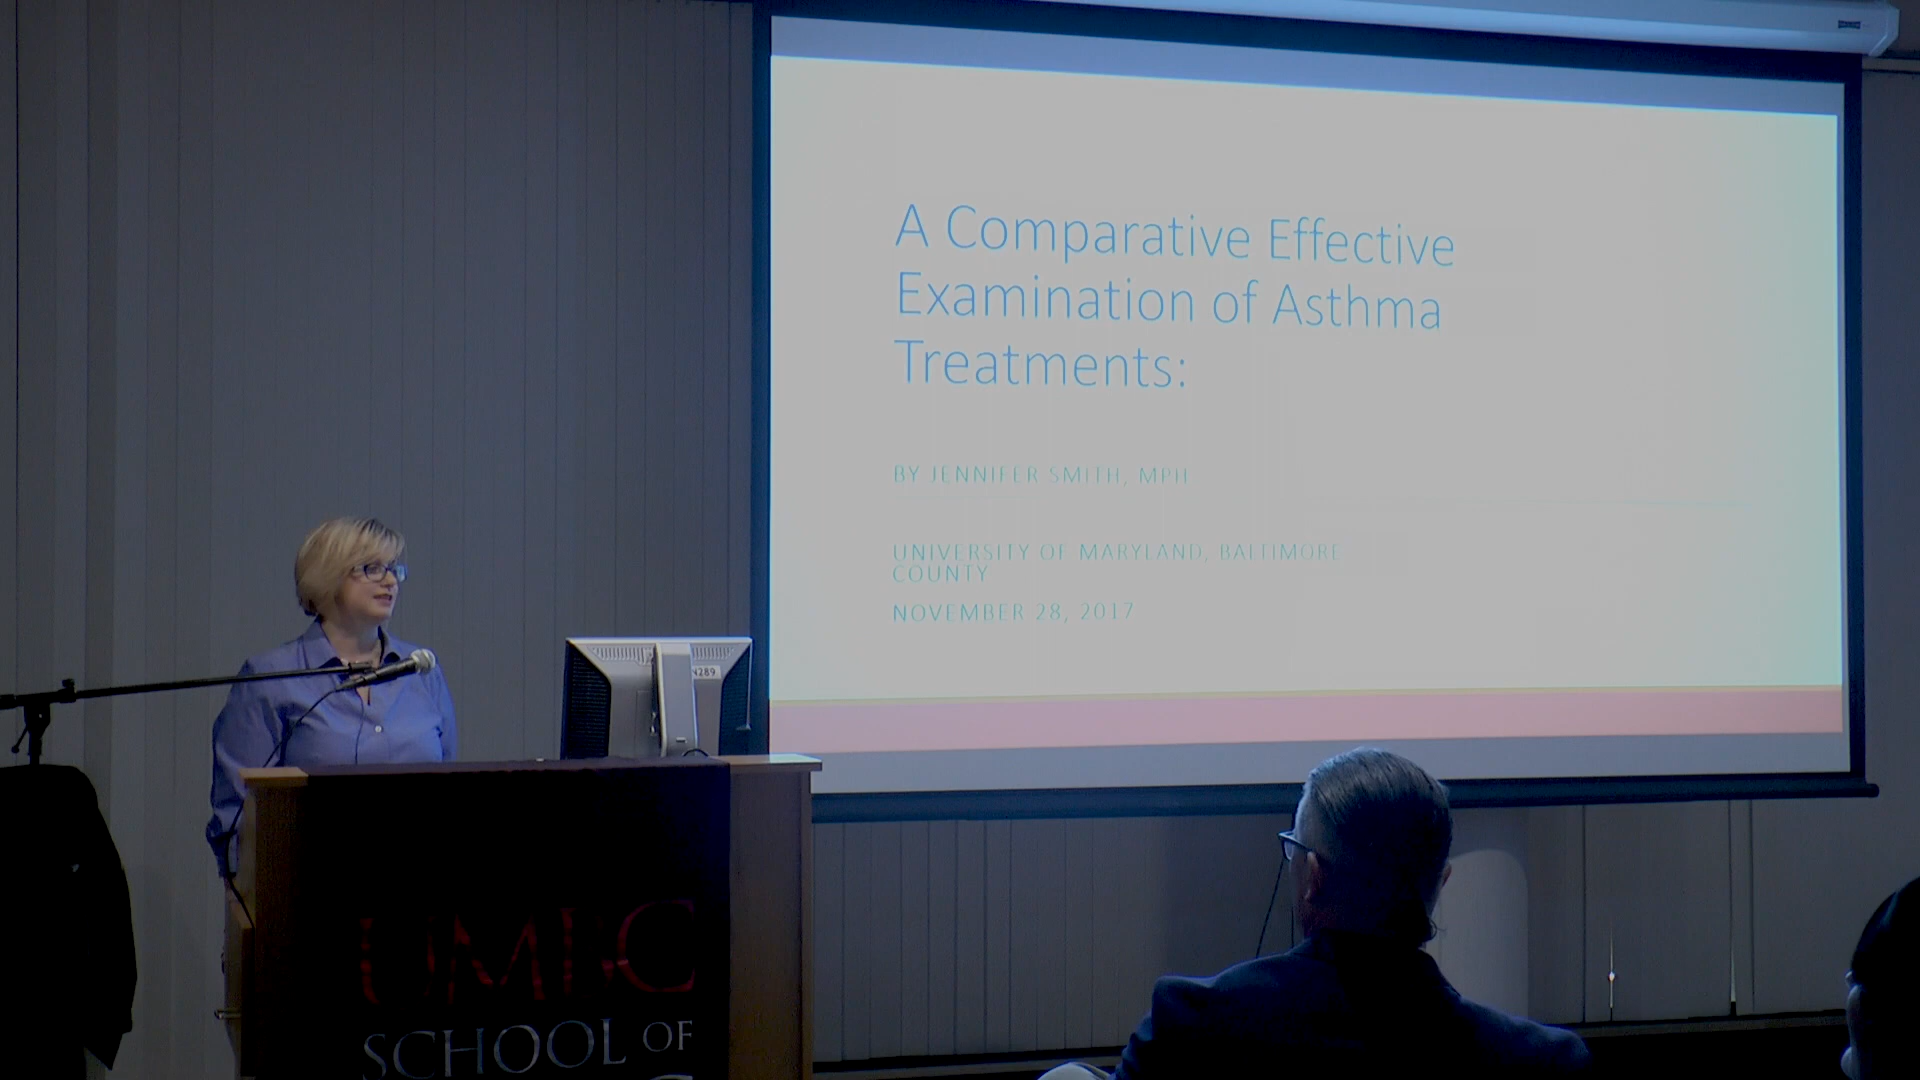 A Comparative Effective
Examination of Asthma
Treatments:
BY JENNIFER SMITH, MPH
UNIVERSITY OF MARYLAND, BALTIMORE
COUNTY
NOVEMBER 28, 2017
N289
UMBC
SCHOOL OF